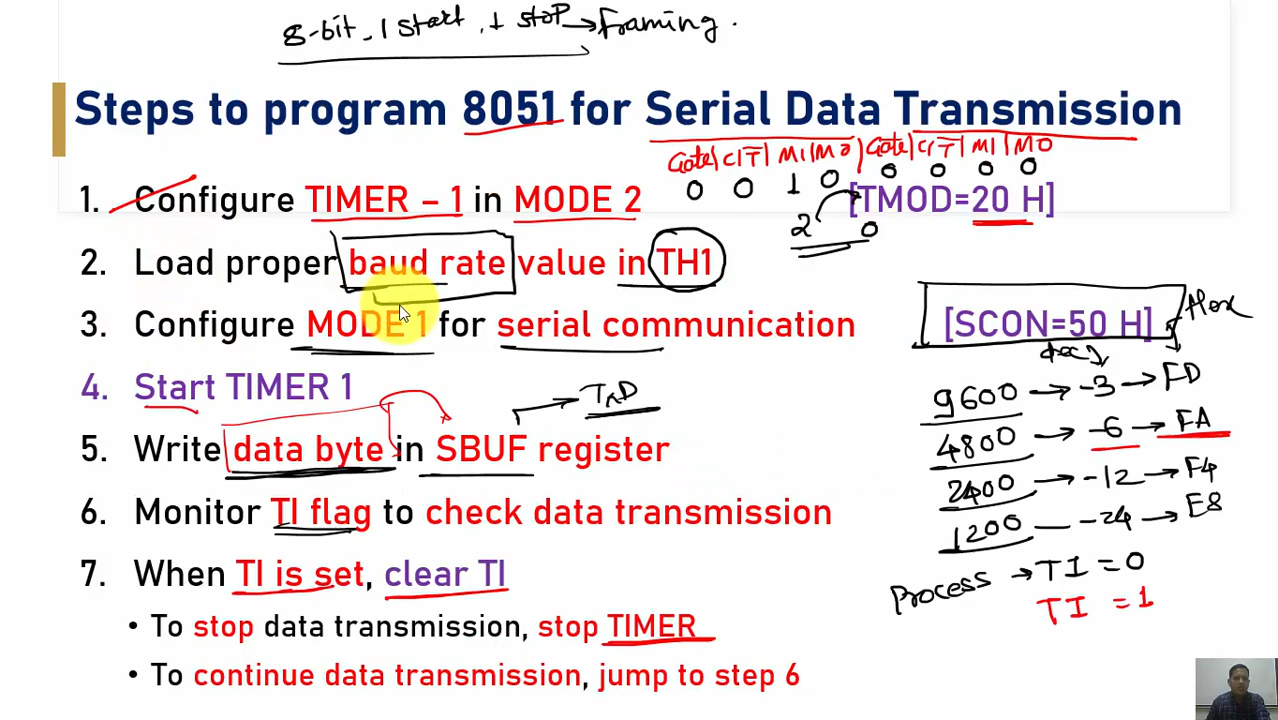 8-bit, 1 start, 1 stop → Framing.
Steps to program 8051 for Serial Data Transmission
Gate| C/T| M1| M0| Gate| C/T| M1| M0
0 0 1 0 0 0 0 0
1. Configure TIMER – 1 in MODE 2 [TMOD=20 H]
2 0
2. Load proper baud rate value in TH1
3. Configure MODE 1 for serial communication [SCON=50 H] Hex
dec
9600 → -3 → FD
4. Start TIMER 1
TxD
4800 → -6 → FA
5. Write data byte in SBUF register
2400 → -12 → F4
6. Monitor TI flag to check data transmission
1200 — -24 → E8
7. When TI is set, clear TI
Process → TI = 0
TI = 1
• To stop data transmission, stop TIMER
• To continue data transmission, jump to step 6